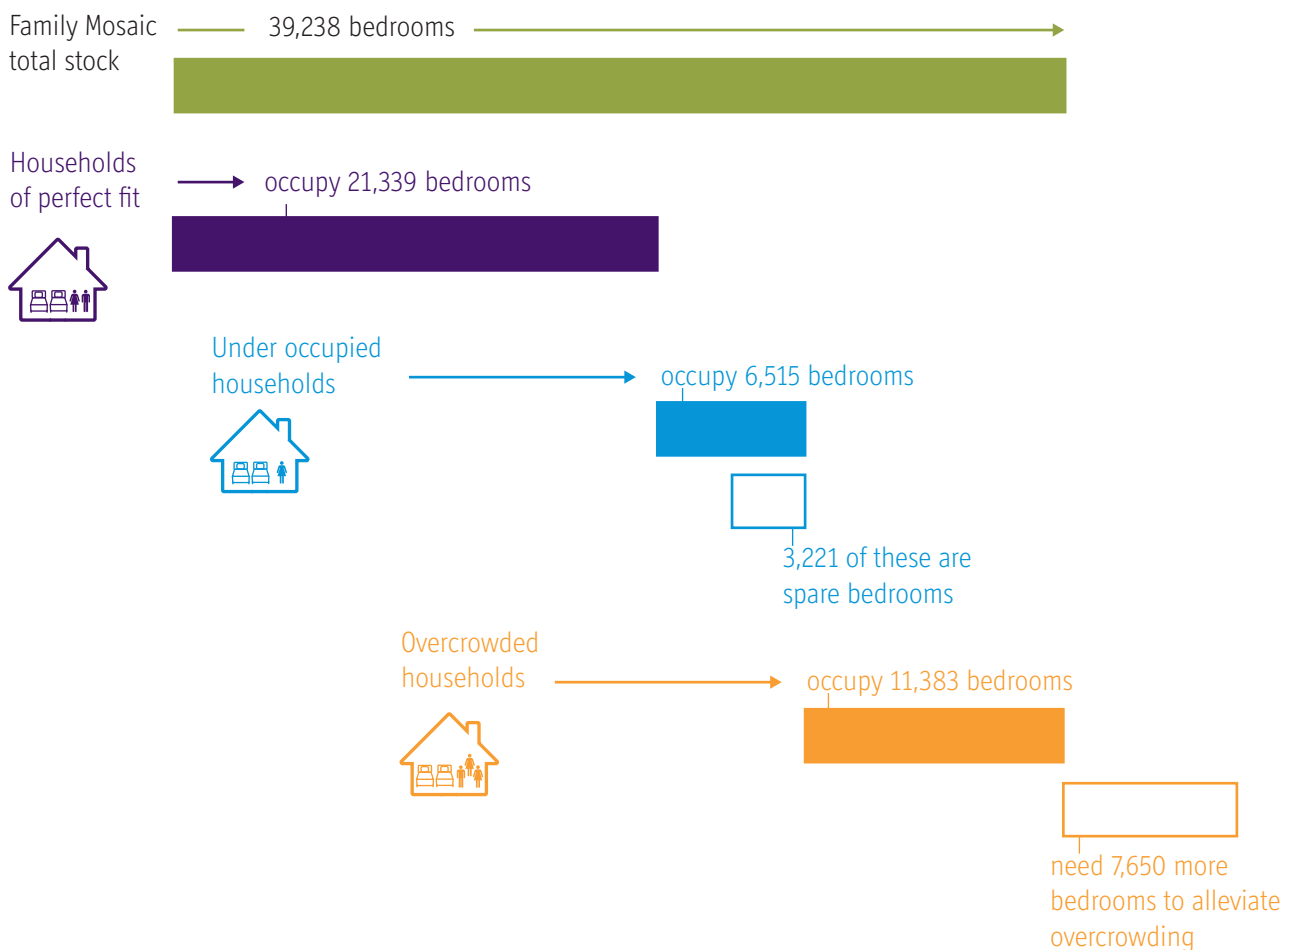 Family Mosaic
total stock
39,238 bedrooms
Households
of perfect fit
occupy 21,339 bedrooms
Under occupied
households
occupy 6,515 bedrooms
3,221 of these are
spare bedrooms
Overcrowded
households
occupy 11,383 bedrooms
need 7,650 more
bedrooms to alleviate
overcrowding